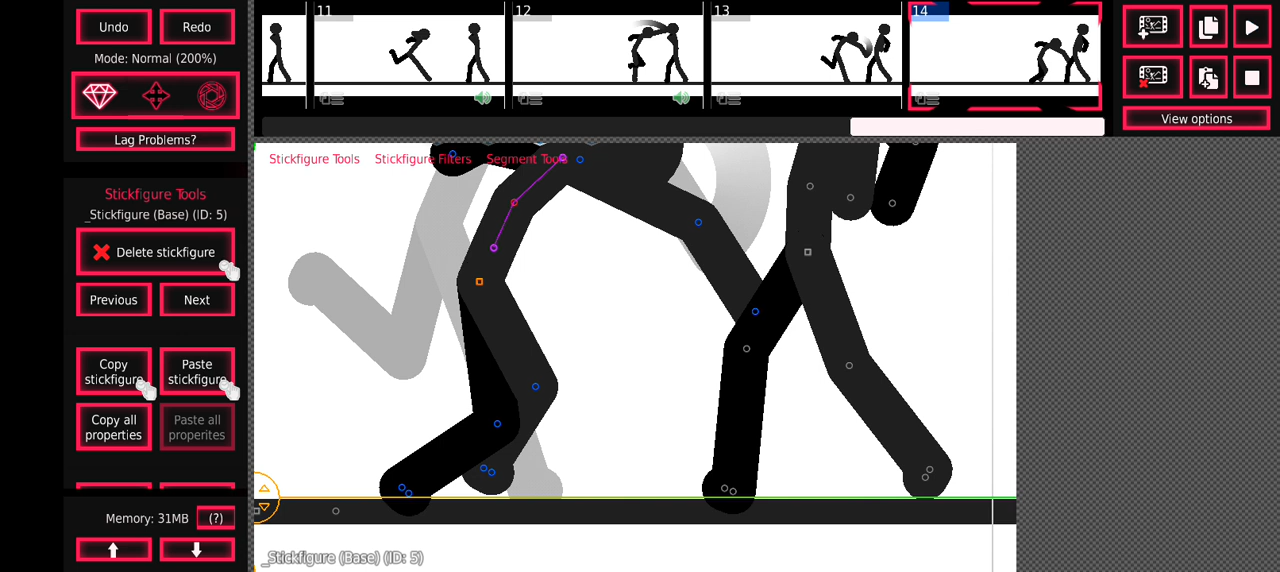 Undo
Redo
Mode: Normal (200%)
Lag Problems?
11
12
13
14
View options
Stickfigure Tools
Stickfigure Filters
Segment Tools
Stickfigure Tools
_Stickfigure (Base) (ID: 5)
Delete stickfigure
Previous
Next
Copy
stickfigure
Paste
stickfigure
Copy all
properties
Paste all
properites
Memory: 31MB
(?)
_Stickfigure (Base) (ID: 5)